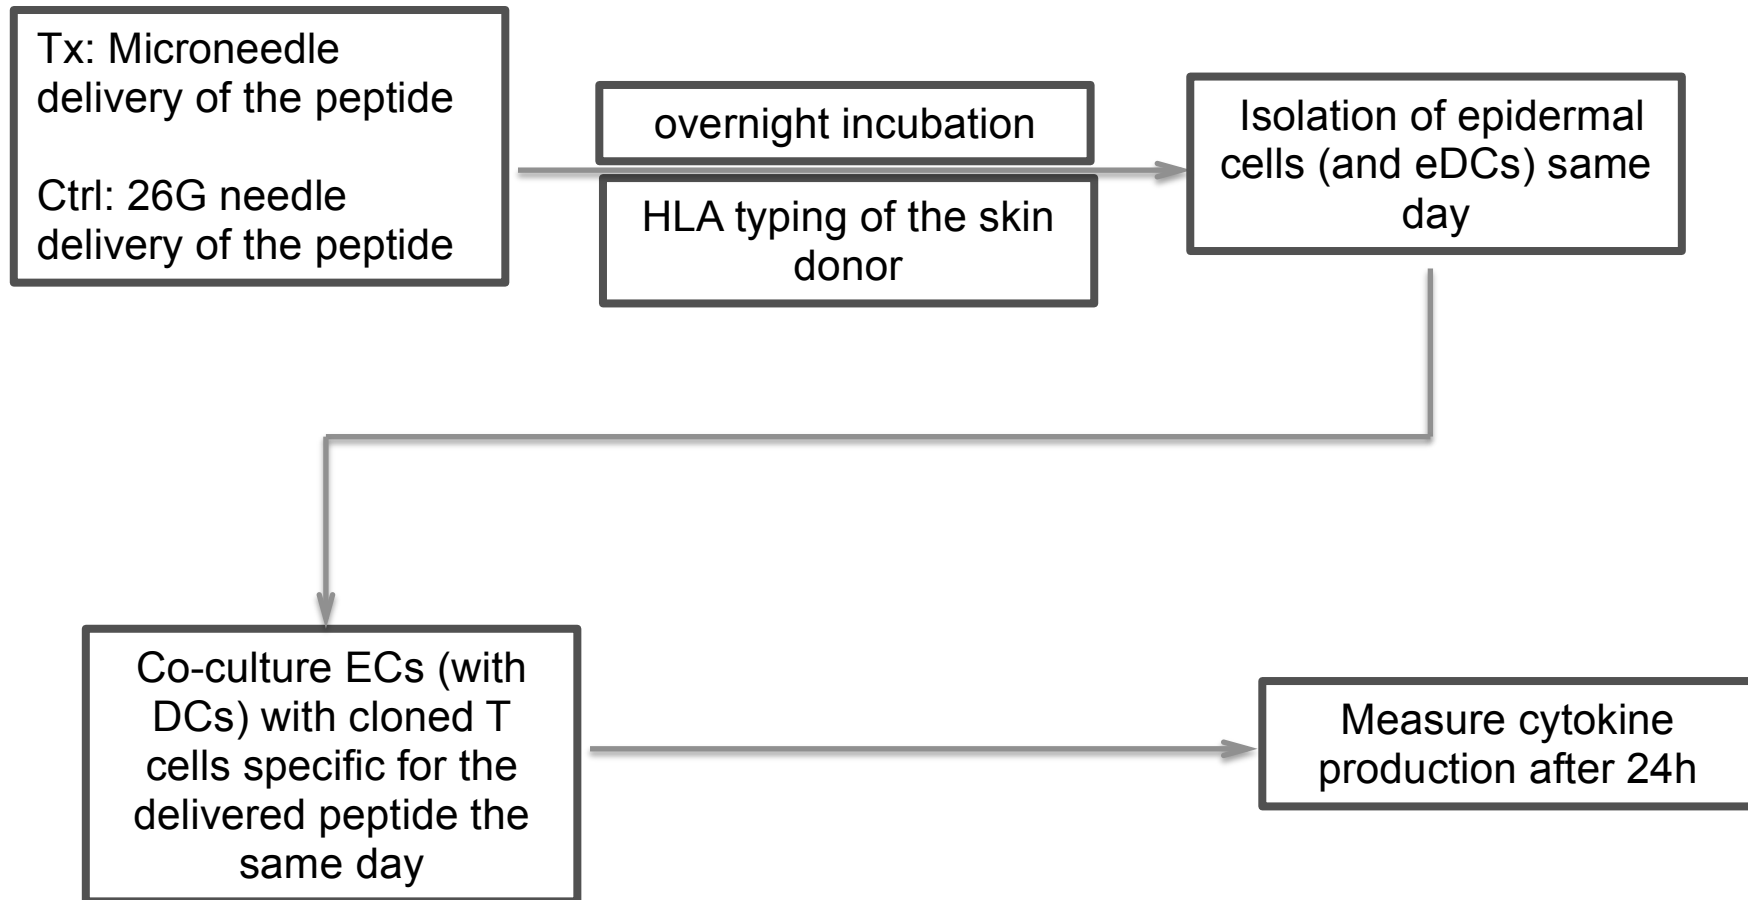 Tx: Microneedle
delivery of the peptide
Ctrl: 26G needle
delivery of the peptide
overnight incubation
HLA typing of the skin
donor
Isolation of epidermal
cells (and eDCs) same
day
Co-culture ECs (with
DCs) with cloned T
cells specific for the
delivered peptide the
same day
Measure cytokine
production after 24h